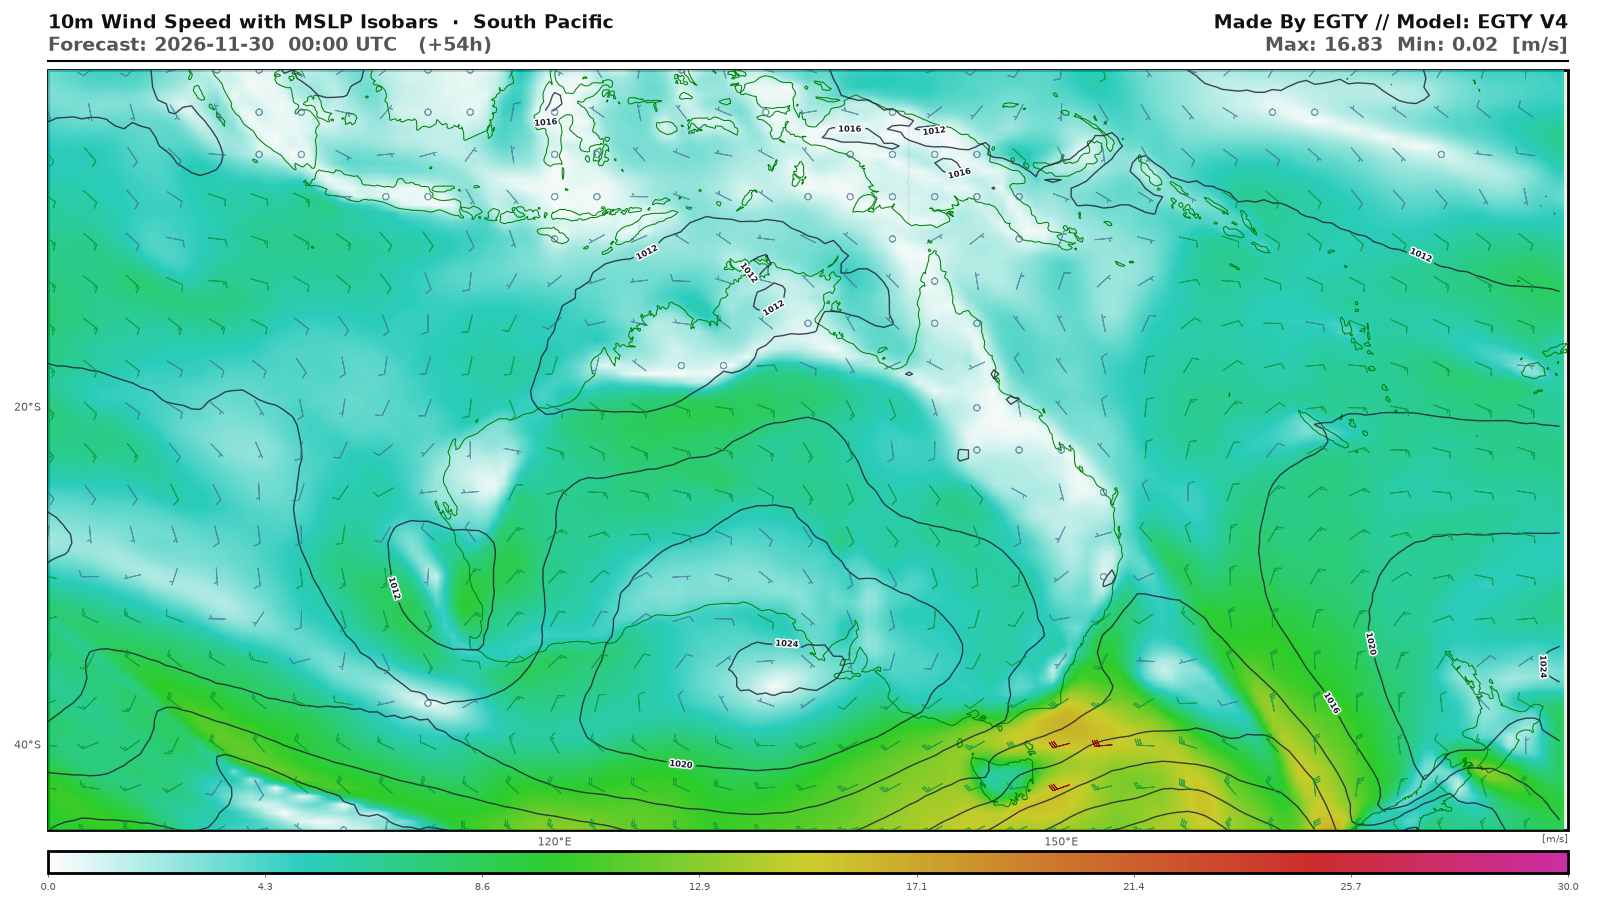 10m Wind Speed with MSLP Isobars · South Pacific
Made By EGTY // Model: EGTY V4
Forecast: 2026-11-30 00:00 UTC (+54h)
Max: 16.83 Min: 0.02 [m/s]
1016
1016
1012
1016
1012
1012
1012
1012
20°S
1012
1024
1020
1024
1016
40°S
1020
120°E
150°E
[m/s]
0.0
4.3
8.6
12.9
17.1
21.4
25.7
30.0